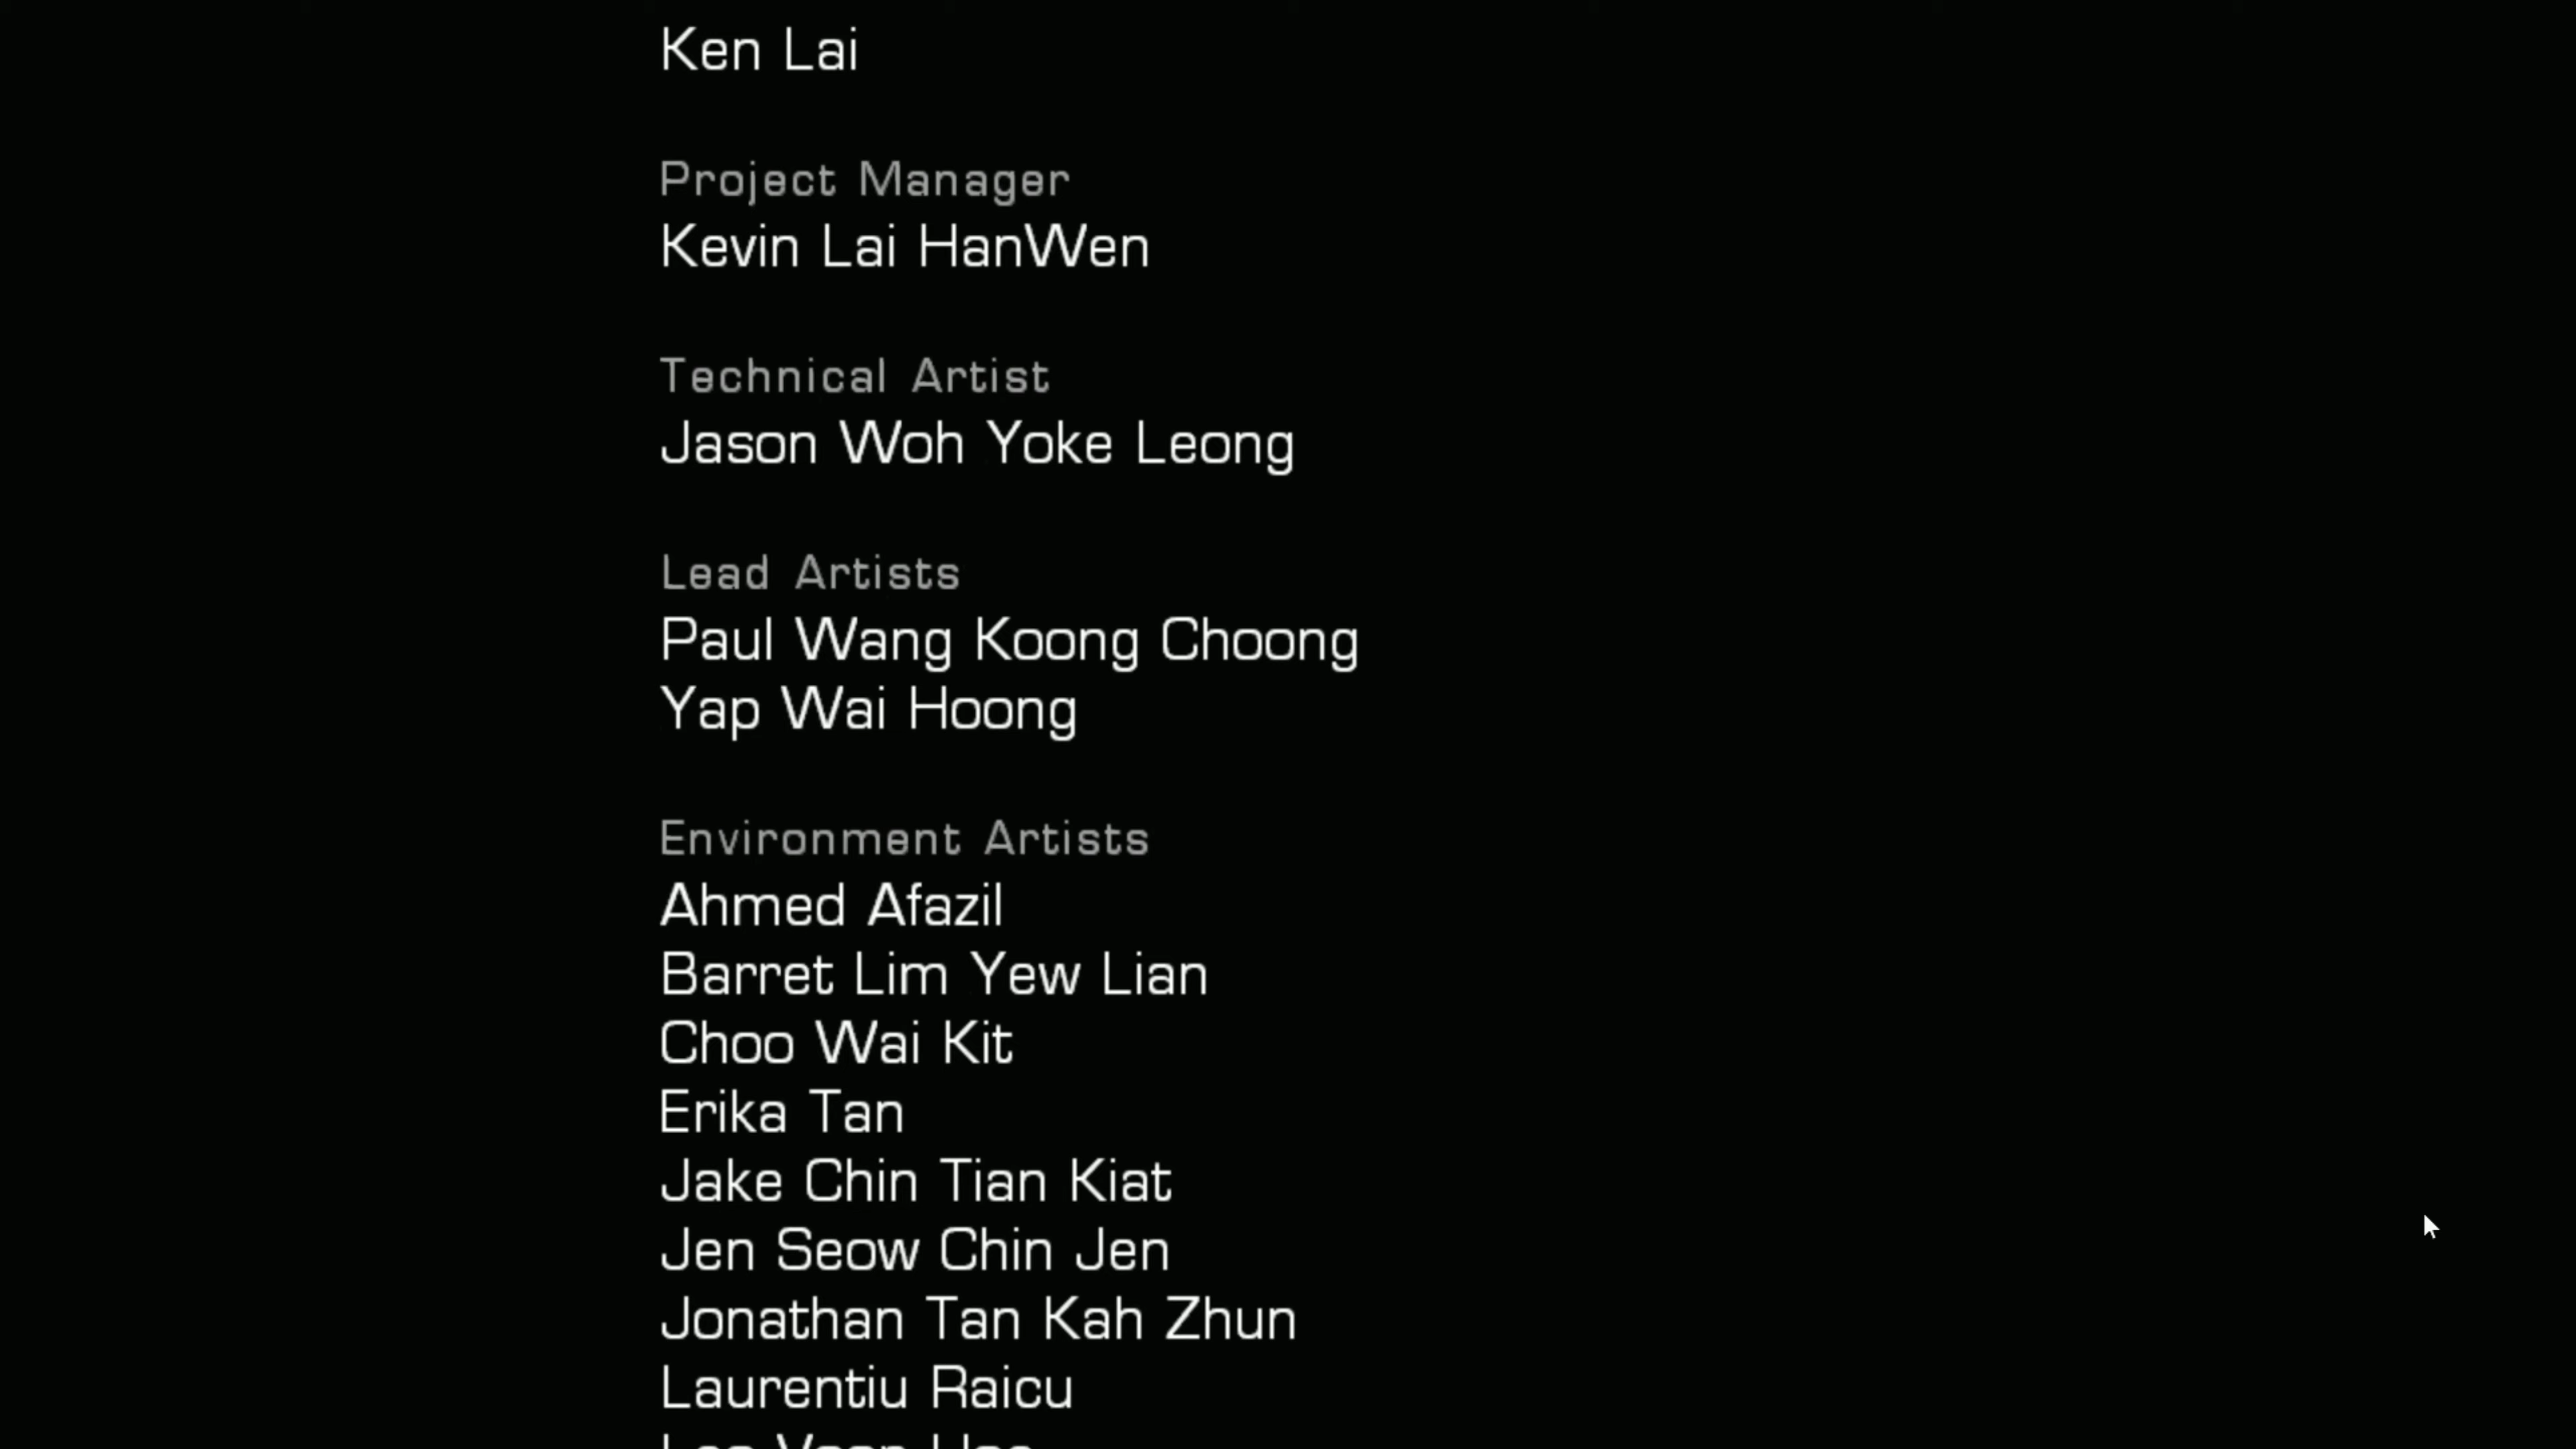 Ken Lai
Project Manager
Kevin Lai HanWen
Technical Artist
Jason Woh Yoke Leong
Lead Artists
Paul Wang Koong Choong
Yap Wai Hoong
Environment Artists
Ahmed Afazil
Barret Lim Yew Lian
Choo Wai Kit
Erika Tan
Jake Chin Tian Kiat
Jen Seow Chin Jen
Jonathan Tan Kah Zhun
Laurentiu Raicu